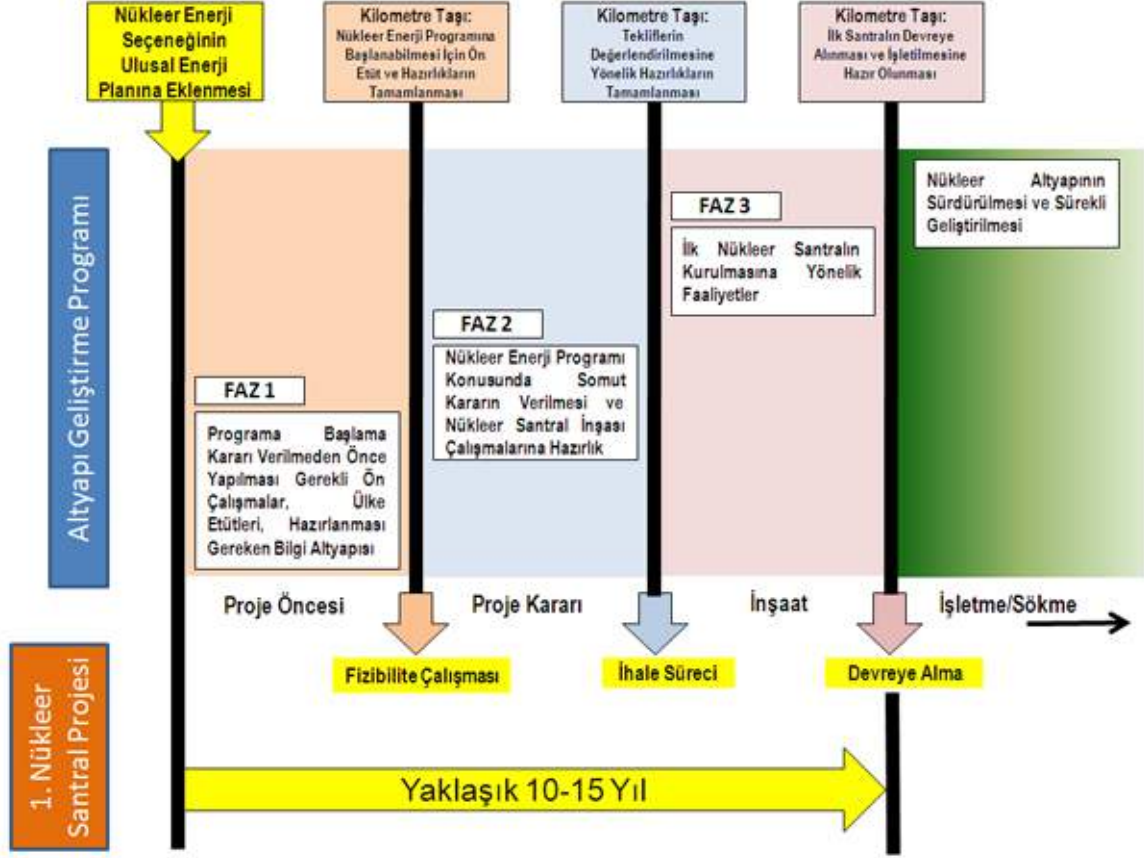 Nükleer Enerji
Seçeneğinin
Ulusal Enerji
Planına Eklenmesi
Kilometre Taşı:
Nükleer Enerji Programına
Başlanabilmesi İçin Ön
Etüt ve Hazırlıkların
Tamamlanması
Kilometre Taşı:
Tekliflerin
Değerlendirilmesine
Yönelik Hazırlıkların
Tamamlanması
Kilometre Taşı:
İlk Santralın Devreye
Alınması ve İşletilmesine
Hazır Olunması
Altyapı Geliştirme Programı
FAZ 1
Programa Başlama
Kararı Verilmeden Önce
Yapılması Gerekli Ön
Çalışmalar, Ülke
Etütleri, Hazırlanması
Gereken Bilgi Altyapısı
FAZ 2
Nükleer Enerji Programı
Konusunda Somut
Kararın Verilmesi ve
Nükleer Santral İnşası
Çalışmalarına Hazırlık
FAZ 3
İlk Nükleer Santralın
Kurulmasına Yönelik
Faaliyetler
Nükleer Altyapının
Sürdürülmesi ve Sürekli
Geliştirilmesi
Proje Öncesi
Proje Kararı
İnşaat
İşletme/Sökme
1. Nükleer
Santral Projesi
Fizibilite Çalışması
İhale Süreci
Devreye Alma
Yaklaşık 10-15 Yıl